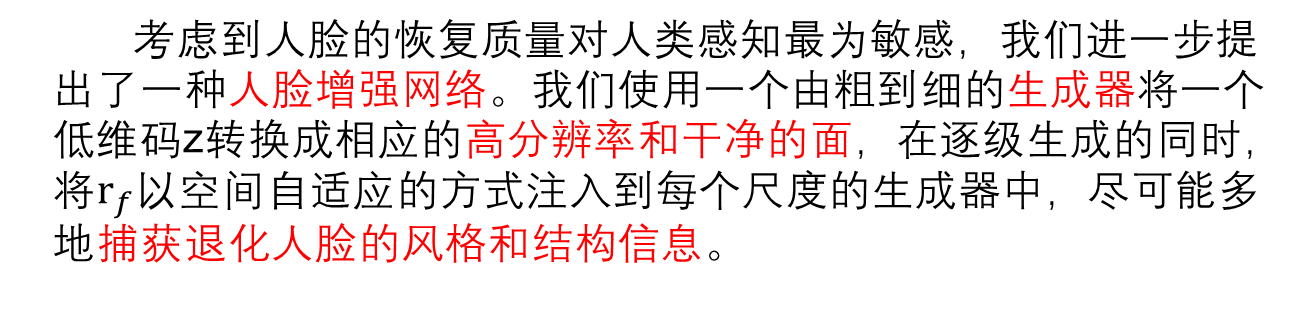 考虑到人脸的恢复质量对人类感知最为敏感，我们进一步提
出了一种人脸增强网络。我们使用一个由粗到细的生成器将一个
低维码z转换成相应的高分辨率和干净的面，在逐级生成的同时，
将r_f以空间自适应的方式注入到每个尺度的生成器中，尽可能多
地捕获退化人脸的风格和结构信息。